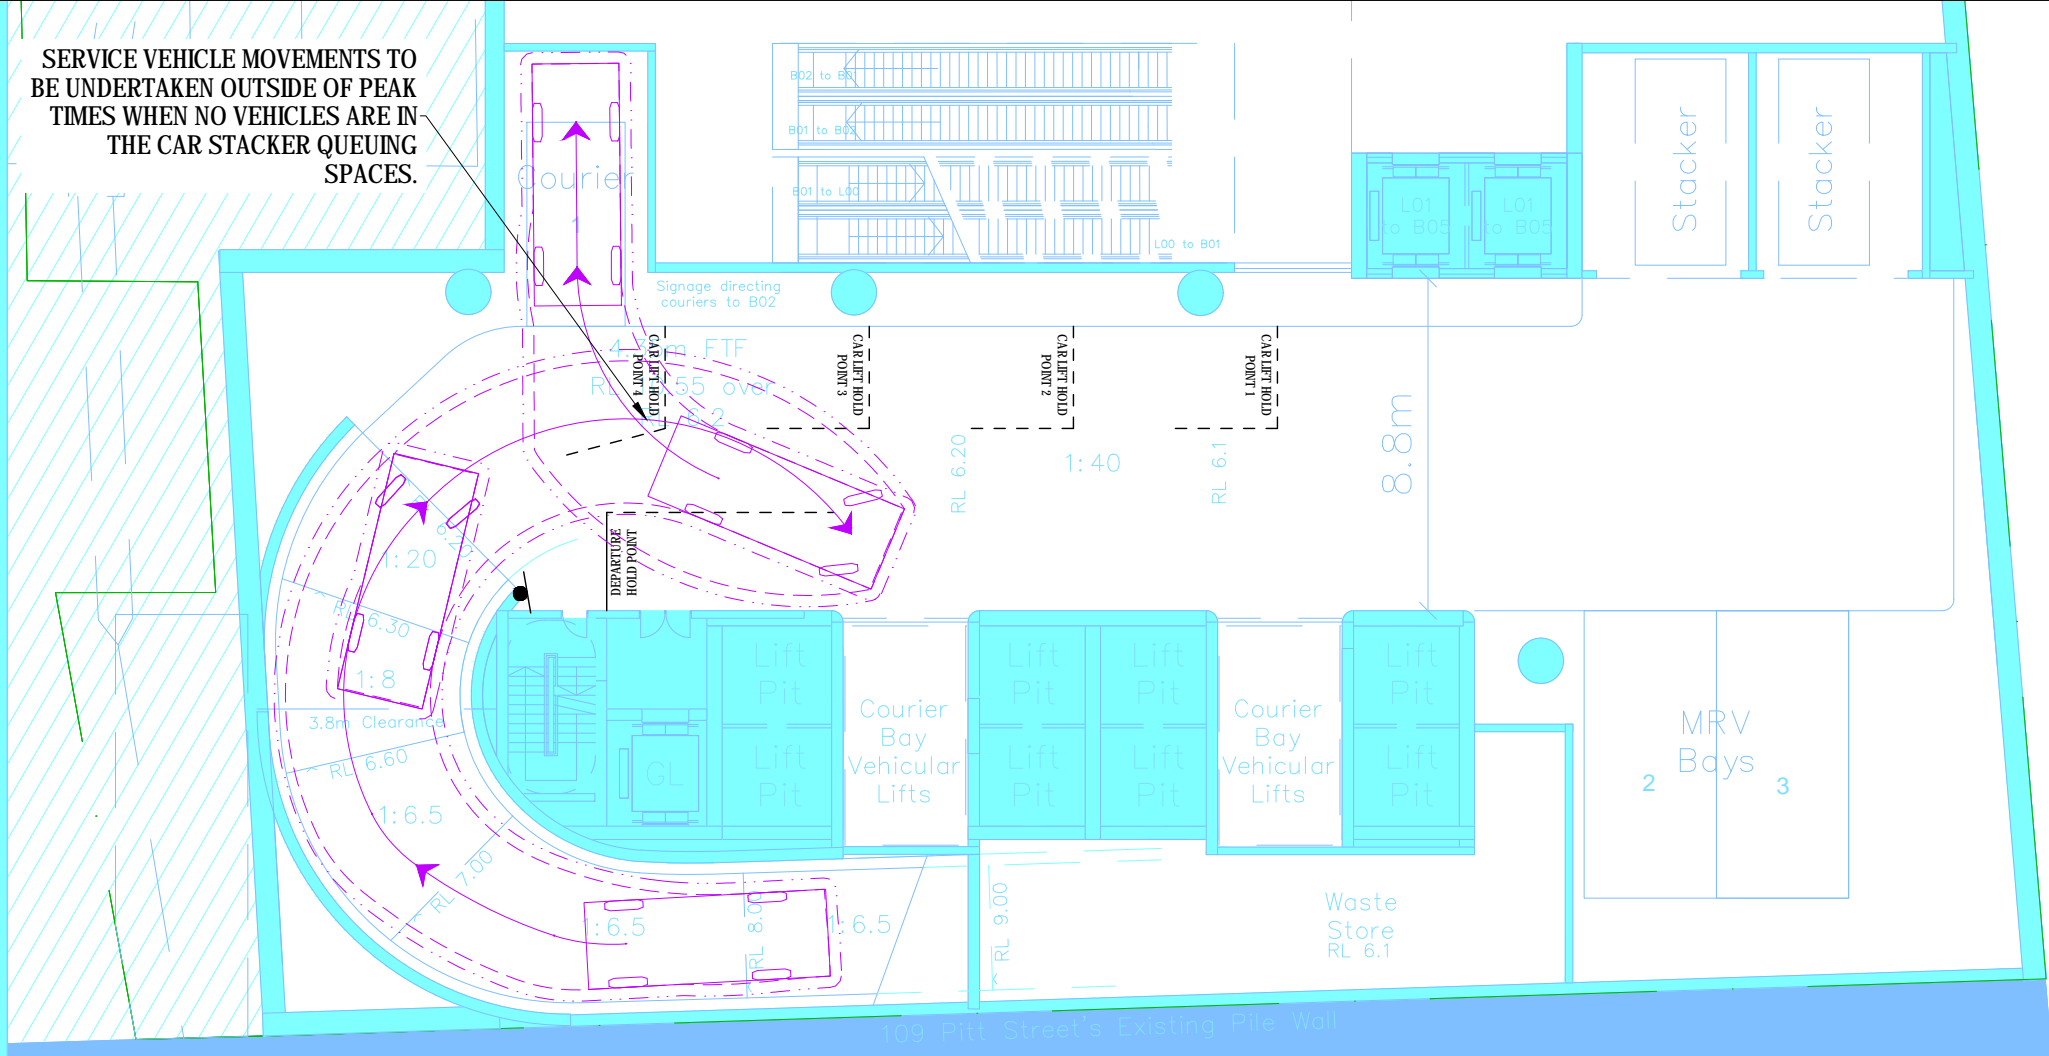 SERVICE VEHICLE MOVEMENTS TO
BE UNDERTAKEN OUTSIDE OF PEAK
TIMES WHEN NO VEHICLES ARE IN
THE CAR STACKER QUEUING
SPACES.
Courier
1
B02 to B01
B01 to B02
B01 to L00
L00 to B01
L01
to B05
L01
to B05
Stacker
Stacker
Signage directing
couriers to B02
FTF
55 over
6.2
CAR LIFT HOLD
POINT 4
CAR LIFT HOLD
POINT 3
CAR LIFT HOLD
POINT 2
CAR LIFT HOLD
POINT 1
RL 6.20
1:40
RL 6.1
8.8m
DEPARTURE
HOLD POINT
6.20
1:20
RL 6.30
1:8
3.8m Clearance
RL 6.60
1:6.5
RL 7.00
1:6.5
RL 8.00
1:6.5
RL 9.00
GL
Lift
Pit
Lift
Pit
Courier
Bay
Vehicular
Lifts
Lift
Pit
Lift
Pit
Lift
Pit
Lift
Pit
Courier
Bay
Vehicular
Lifts
Lift
Pit
Lift
Pit
MRV
Bays
2
3
Waste
Store
RL 6.1
109 Pitt Street's Existing Pile Wall